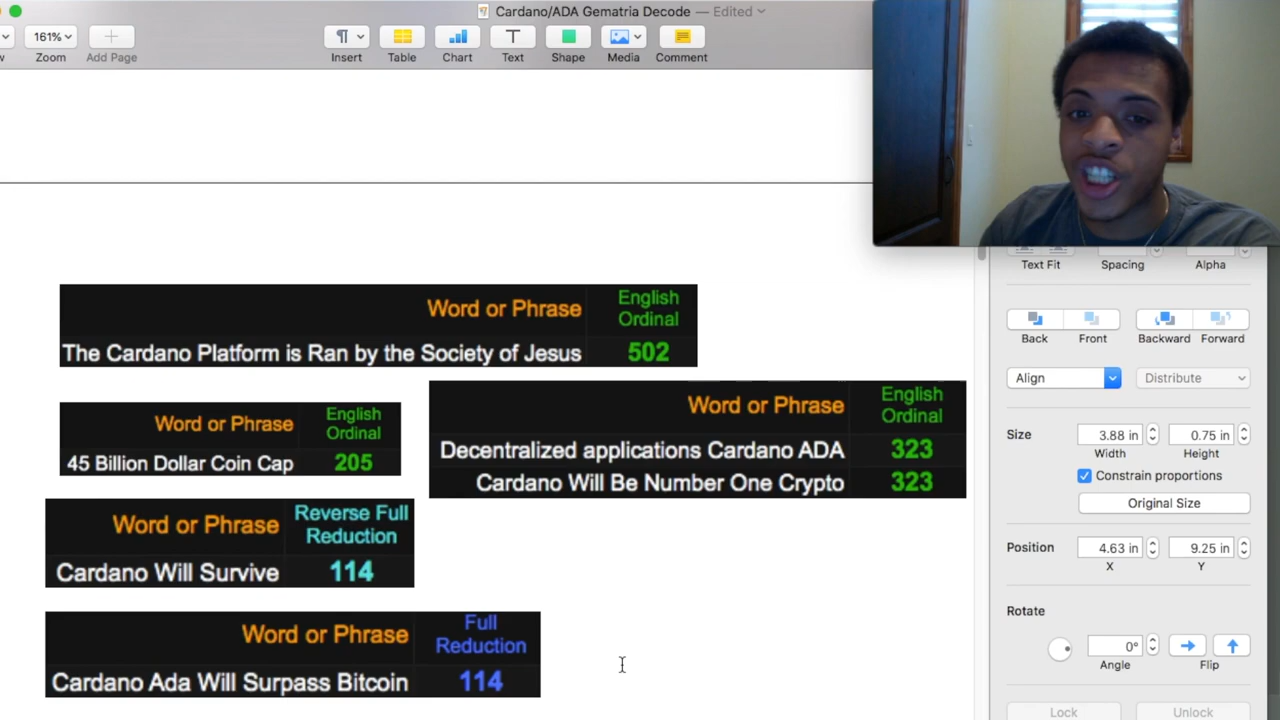 Cardano/ADA Gematria Decode — Edited
161%
Zoom
Add Page
Insert
Table
Chart
Text
Shape
Media
Comment
Text Fit
Spacing
Alpha
Back
Front
Backward
Forward
Align
Distribute
Size
3.88 in
0.75 in
Width
Height
Constrain proportions
Original Size
Position
4.63 in
9.25 in
X
Y
Rotate
0°
Angle
Flip
Lock
Unlock
Word or Phrase
English
Ordinal
The Cardano Platform is Ran by the Society of Jesus
502
Word or Phrase
English
Ordinal
45 Billion Dollar Coin Cap
205
Word or Phrase
English
Ordinal
Decentralized applications Cardano ADA
323
Cardano Will Be Number One Crypto
323
Word or Phrase
Reverse Full
Reduction
Cardano Will Survive
114
Word or Phrase
Full
Reduction
Cardano Ada Will Surpass Bitcoin
114